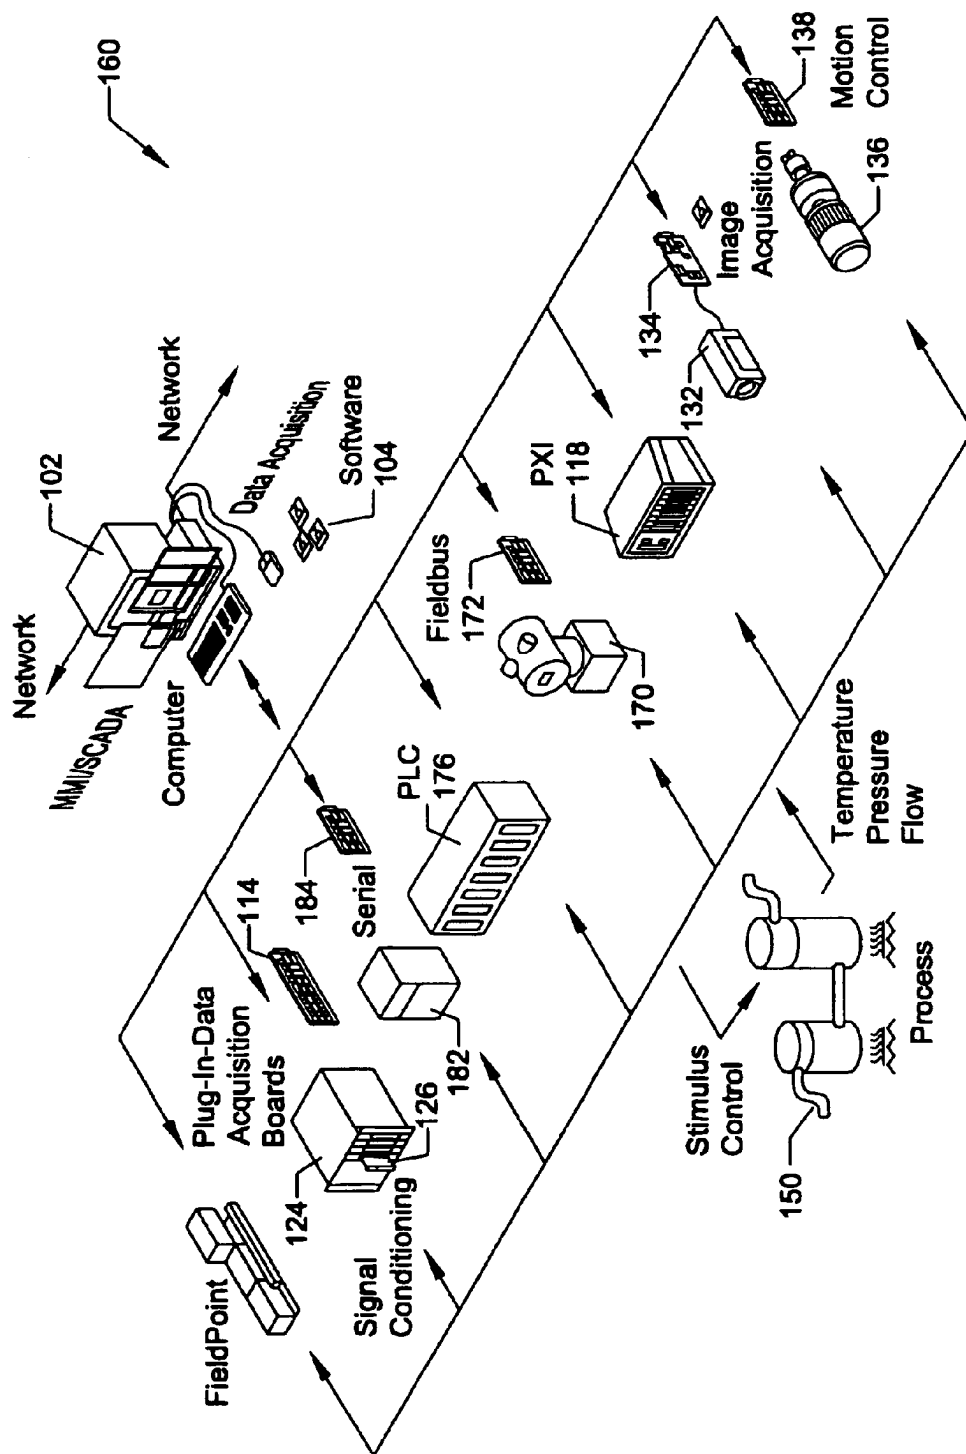 160
Network
102
MMI/SCADA
Computer
Network
Data Acquisition
Software
104
FieldPoint
Plug-In-Data
Acquisition
Boards
114
184
Serial
124
126
Signal
Conditioning
182
PLC
176
Fieldbus
172
170
PXI
118
134
132
Image
Acquisition
138
Motion
Control
136
Stimulus
Control
150
Process
Temperature
Pressure
Flow